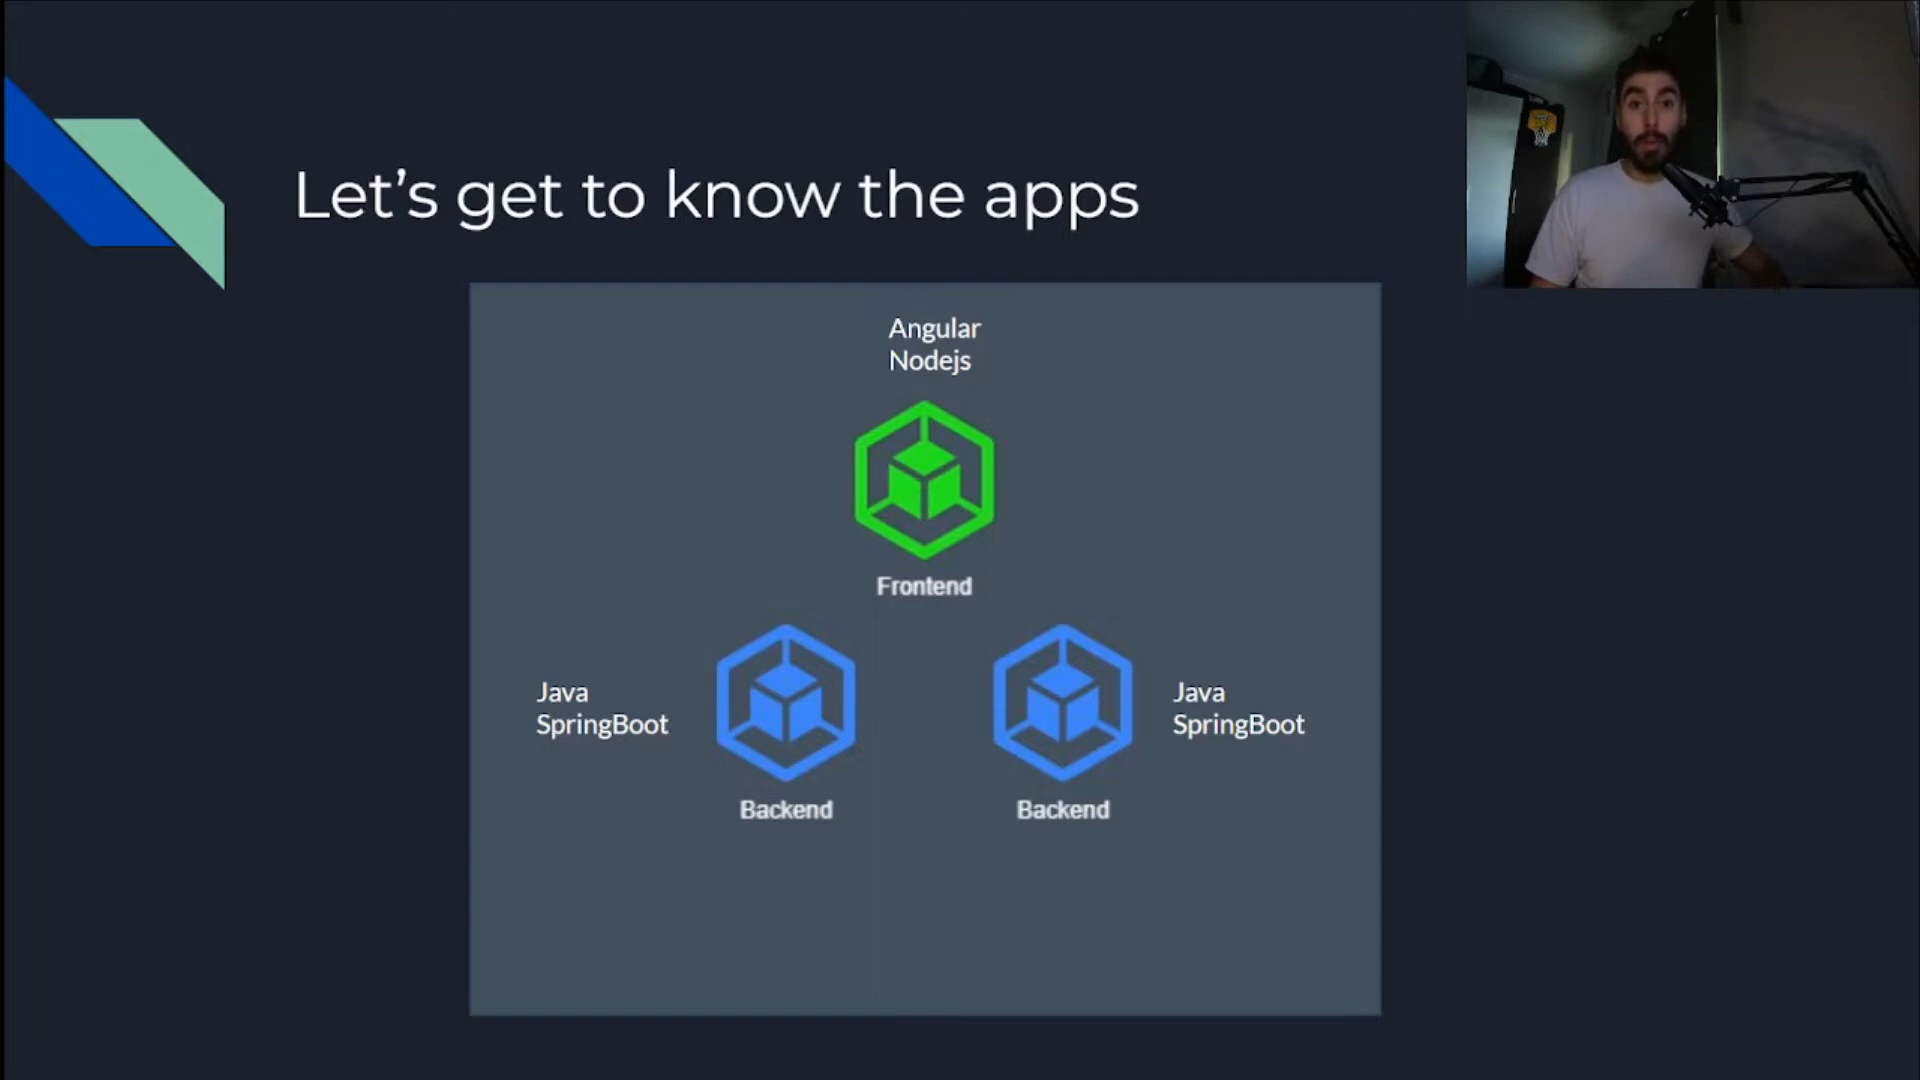 Let’s get to know the apps
Angular
Nodejs
Frontend
Java
SpringBoot
Backend
Java
SpringBoot
Backend